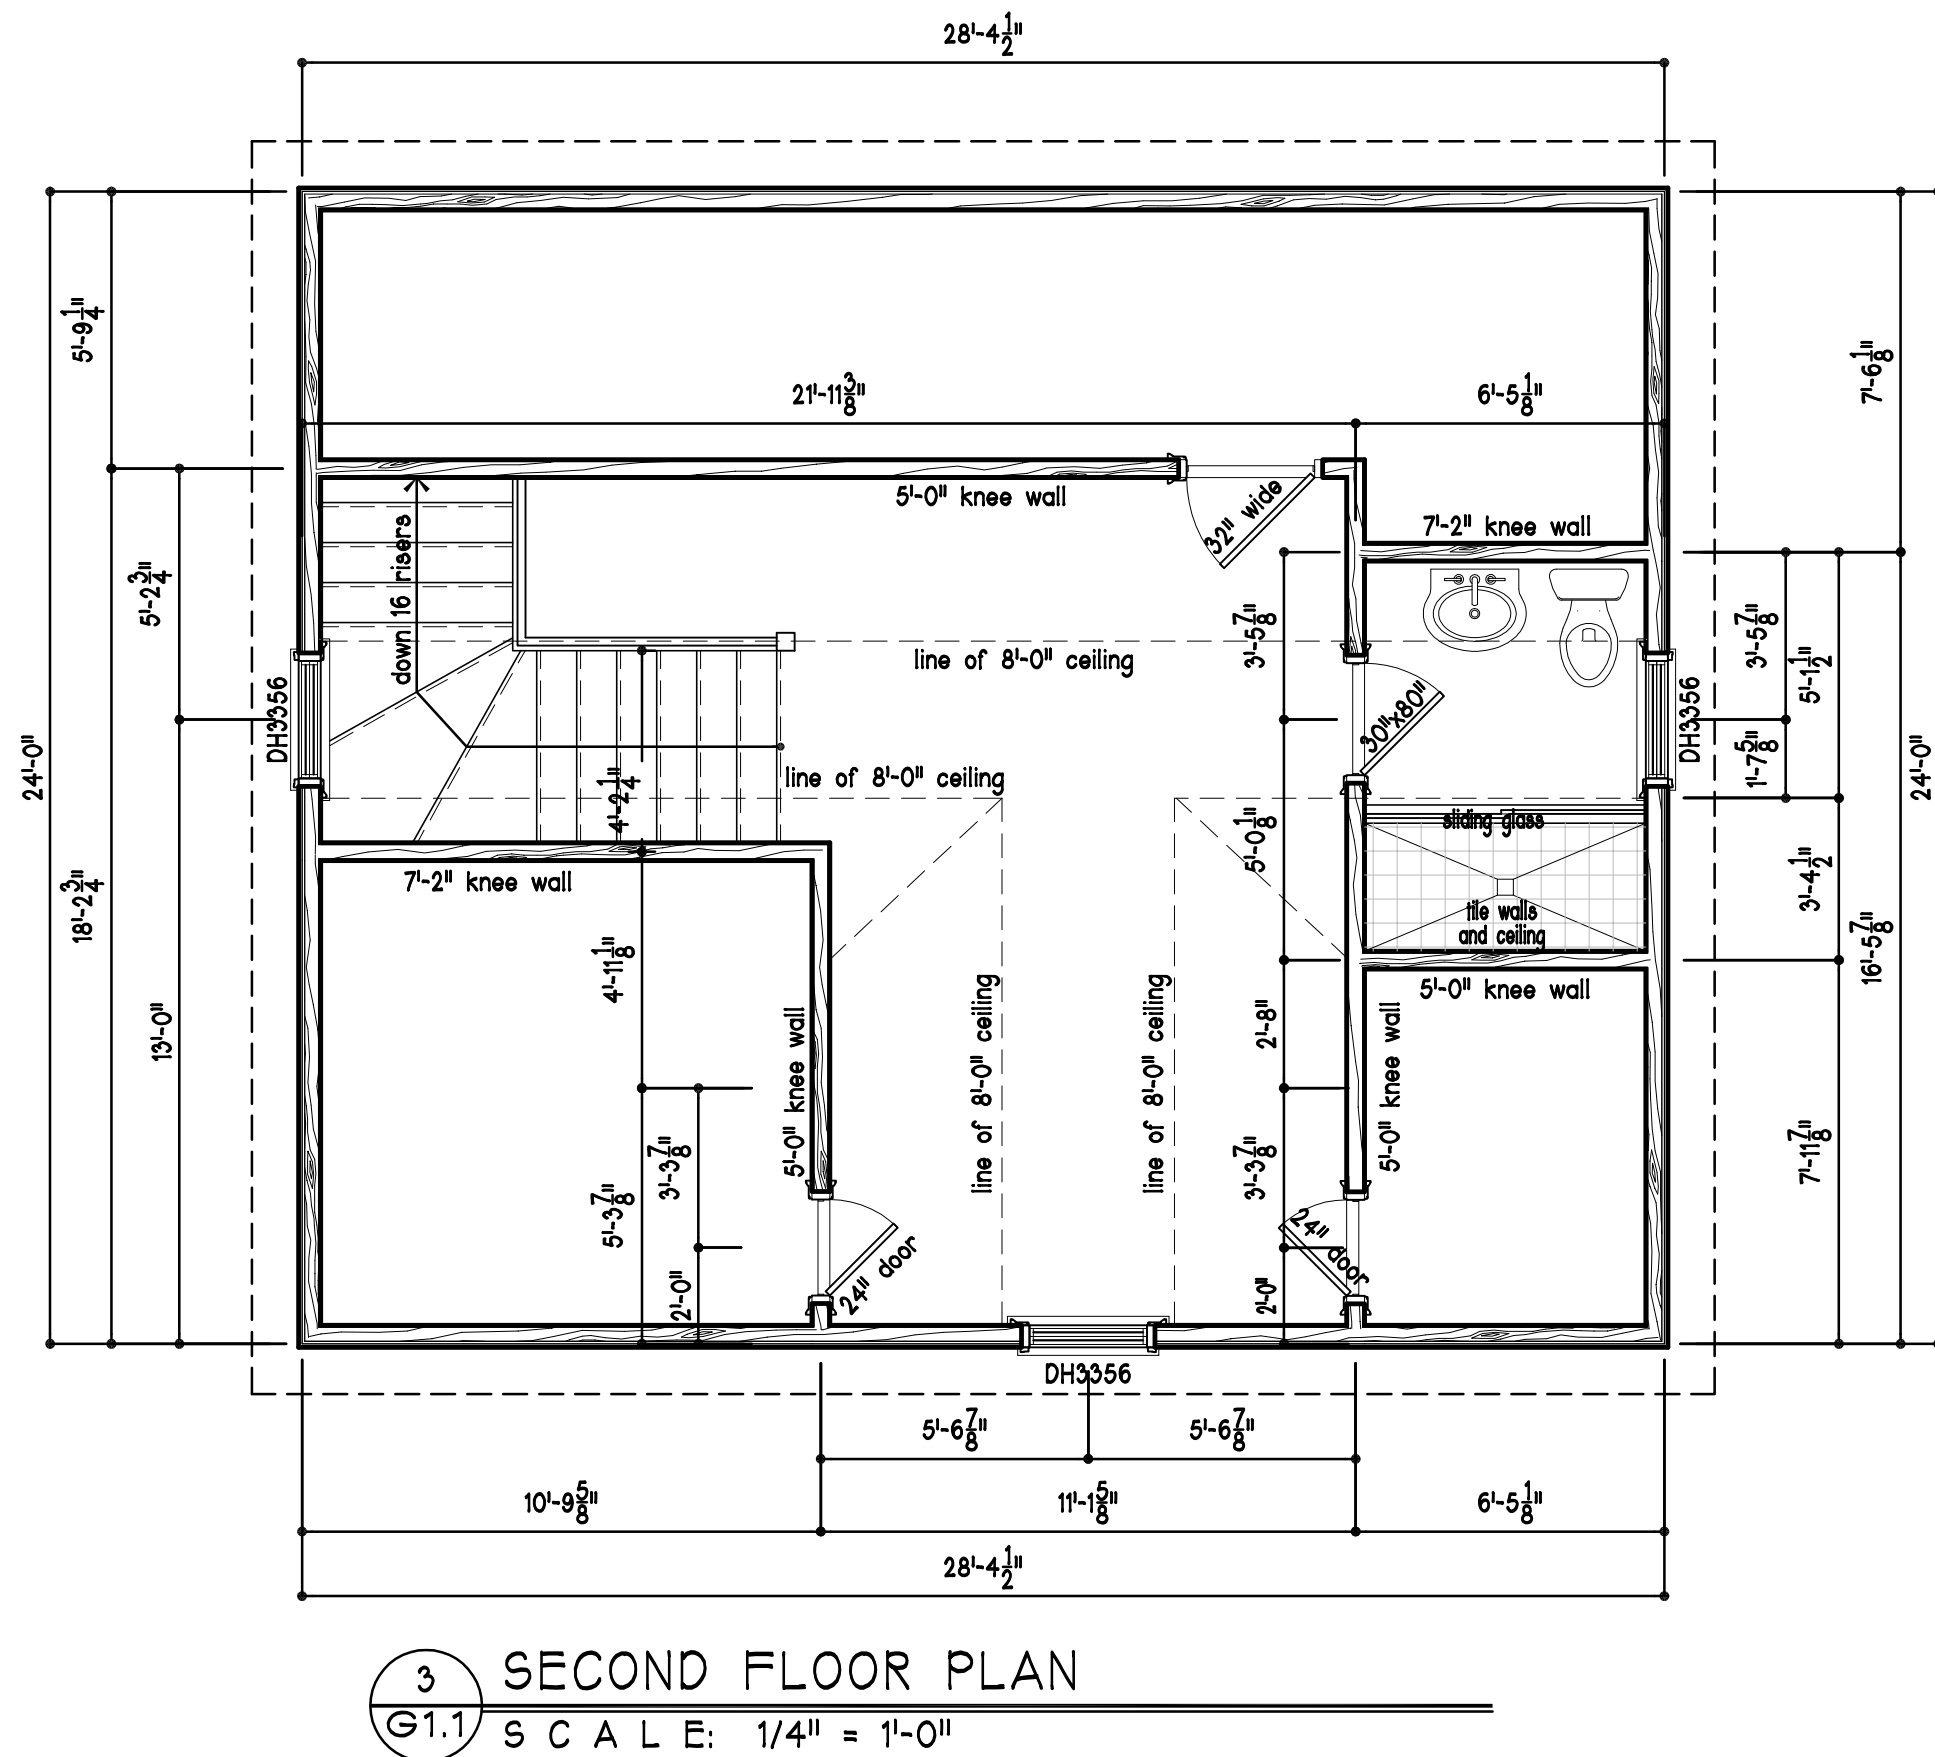 28'-4 1/2"
5'-9 1/4"
7'-6 1/8"
21'-11 3/8"
6'-5 1/8"
5'-0" knee wall
32" wide
7'-2" knee wall
down 16 risers
5'-2 3/4"
3'-5 7/8"
3'-5 7/8"
5'-1 1/2"
line of 8'-0" ceiling
DH3356
30"x80"
DH3356
24'-0"
1'-7 5/8"
24'-0"
line of 8'-0" ceiling
4'-2 1/4"
5'-0 1/8"
sliding glass
7'-2" knee wall
18'-2 3/4"
3'-4 1/2"
tile walls
and ceiling
16'-5 7/8"
4'-11 1/8"
5'-0" knee wall
13'-0"
2'-8"
line of 8'-0" ceiling
line of 8'-0" ceiling
5'-0" knee wall
5'-0" knee wall
3'-3 7/8"
3'-3 7/8"
7'-11 7/8"
5'-3 7/8"
24" door
24" door
2'-0"
2'-0"
DH3356
5'-6 7/8"
5'-6 7/8"
10'-9 5/8"
11'-1 5/8"
6'-5 1/8"
28'-4 1/2"
3
G1.1
SECOND FLOOR PLAN
SCALE: 1/4" = 1'-0"